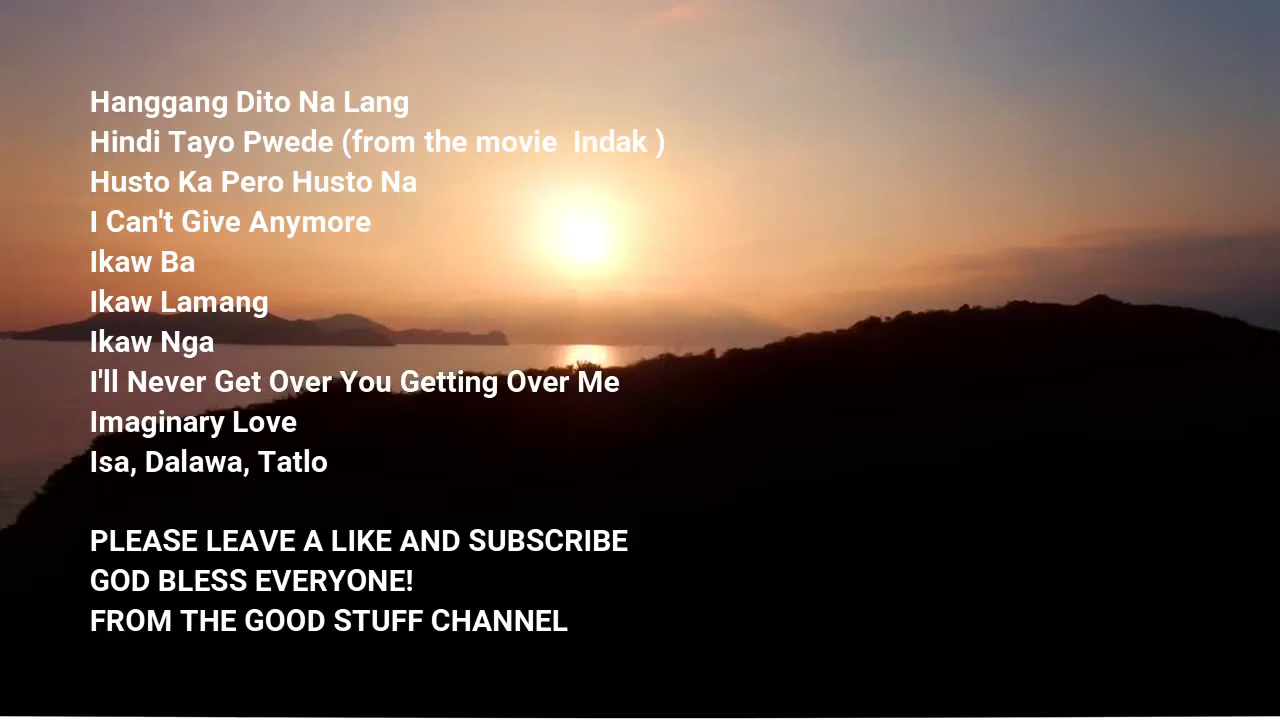 Hanggang Dito Na Lang
Hindi Tayo Pwede (from the movie  Indak )
Husto Ka Pero Husto Na
I Can't Give Anymore
Ikaw Ba
Ikaw Lamang
Ikaw Nga
I'll Never Get Over You Getting Over Me
Imaginary Love
Isa, Dalawa, Tatlo
PLEASE LEAVE A LIKE AND SUBSCRIBE
GOD BLESS EVERYONE!
FROM THE GOOD STUFF CHANNEL